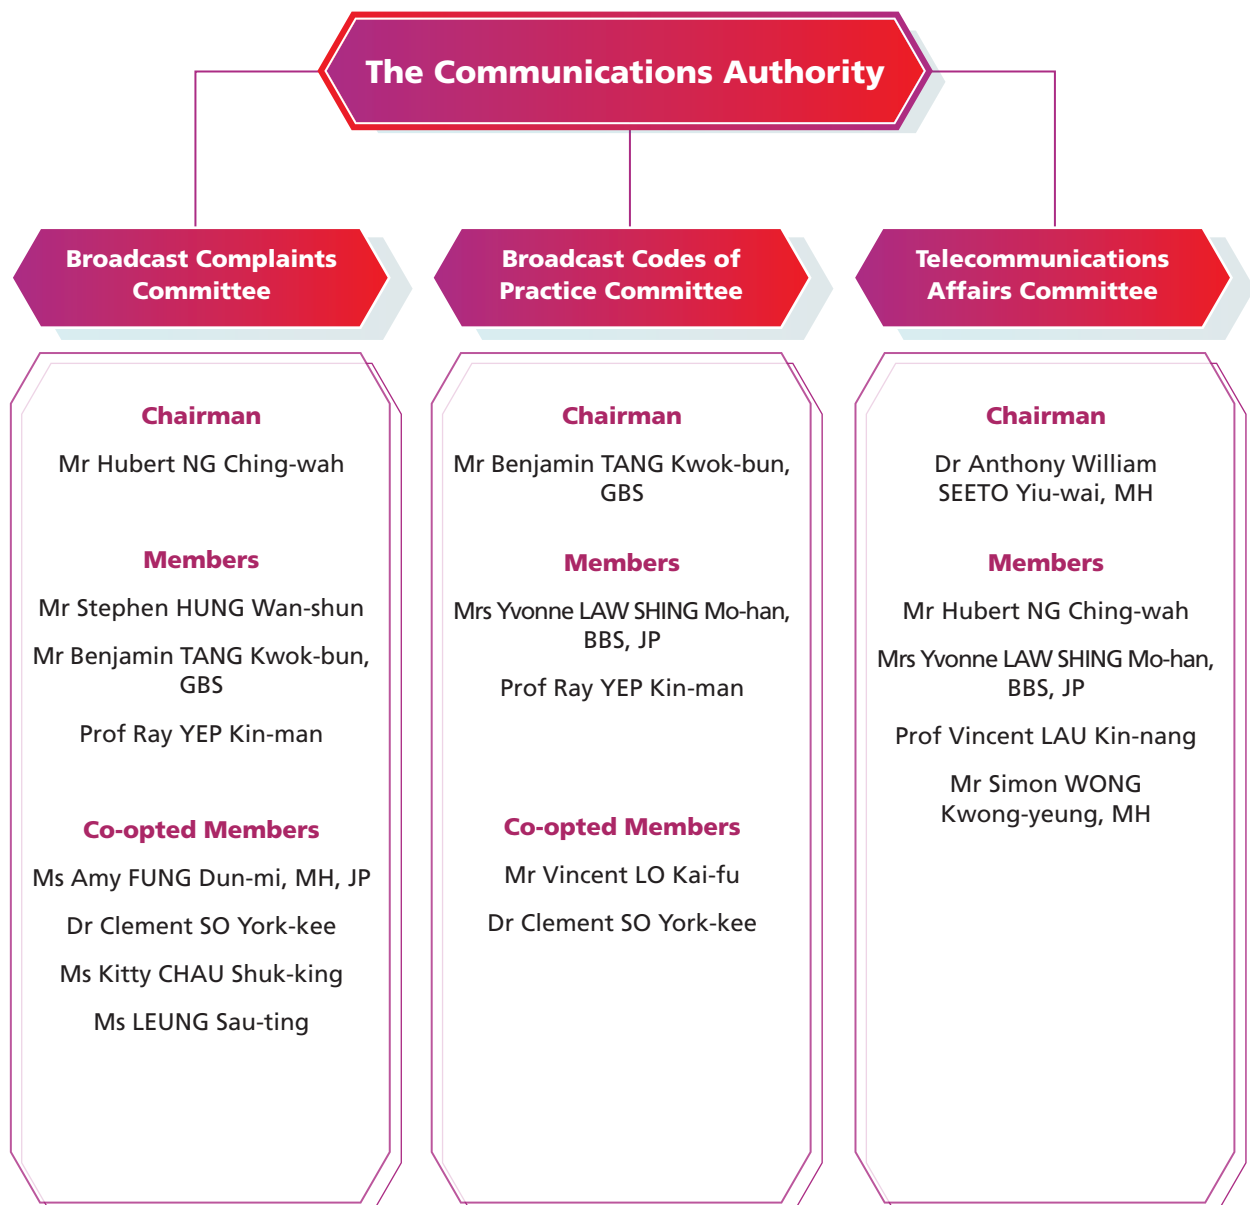 The Communications Authority
Broadcast Complaints
Committee
Chairman
Mr Hubert NG Ching-wah
Members
Mr Stephen HUNG Wan-shun
Mr Benjamin TANG Kwok-bun,
GBS
Prof Ray YEP Kin-man
Co-opted Members
Ms Amy FUNG Dun-mi, MH, JP
Dr Clement SO York-kee
Ms Kitty CHAU Shuk-king
Ms LEUNG Sau-ting
Broadcast Codes of
Practice Committee
Chairman
Mr Benjamin TANG Kwok-bun,
GBS
Members
Mrs Yvonne LAW SHING Mo-han,
BBS, JP
Prof Ray YEP Kin-man
Co-opted Members
Mr Vincent LO Kai-fu
Dr Clement SO York-kee
Telecommunications
Affairs Committee
Chairman
Dr Anthony William
SEETO Yiu-wai, MH
Members
Mr Hubert NG Ching-wah
Mrs Yvonne LAW SHING Mo-han,
BBS, JP
Prof Vincent LAU Kin-nang
Mr Simon WONG
Kwong-yeung, MH